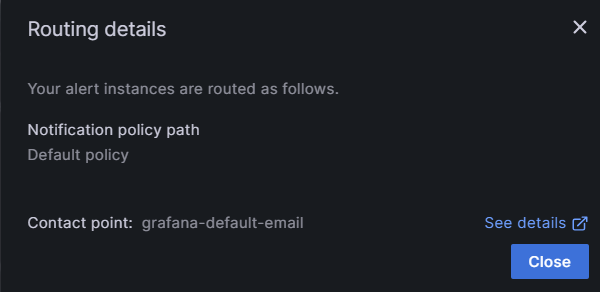 Routing details
Your alert instances are routed as follows.
Notification policy path
Default policy
Contact point: grafana-default-email See details
Close